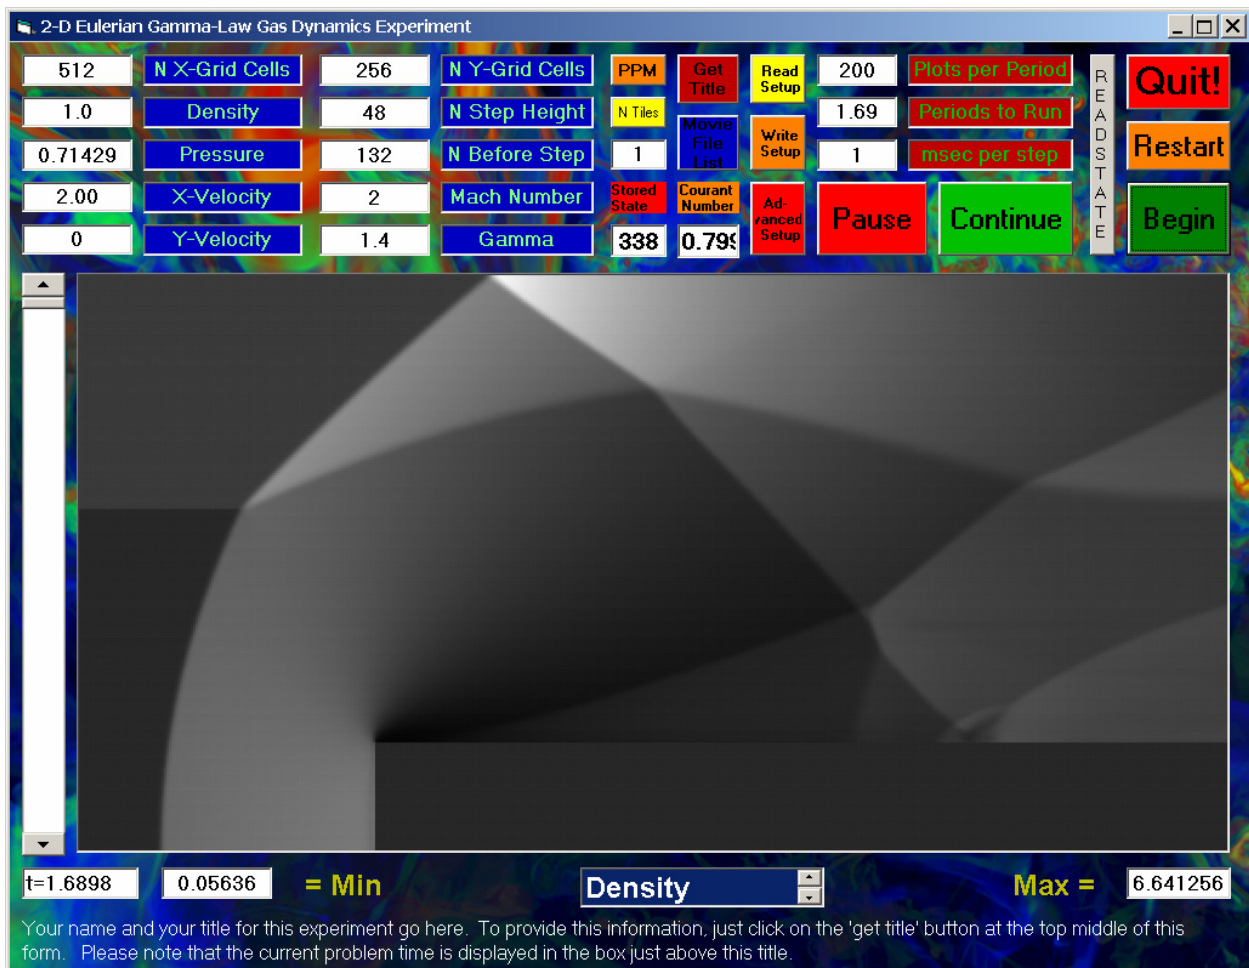 2-D Eulerian Gamma-Law Gas Dynamics Experiment
512 N X-Grid Cells 256 N Y-Grid Cells PPM Get Title Read Setup 200 Plots per Period READSTATE Quit!
1.0 Density 48 N Step Height N Tiles Movie File List Write Setup 1.69 Periods to Run Restart
0.71429 Pressure 132 N Before Step 1 1 msec per step
2.00 X-Velocity 2 Mach Number Stored State Courant Number Ad-vanced Setup Pause Continue Begin
0 Y-Velocity 1.4 Gamma 338 0.799
t=1.6898 0.05636 = Min Density Max = 6.641256
Your name and your title for this experiment go here. To provide this information, just click on the 'get title' button at the top middle of this
form. Please note that the current problem time is displayed in the box just above this title.